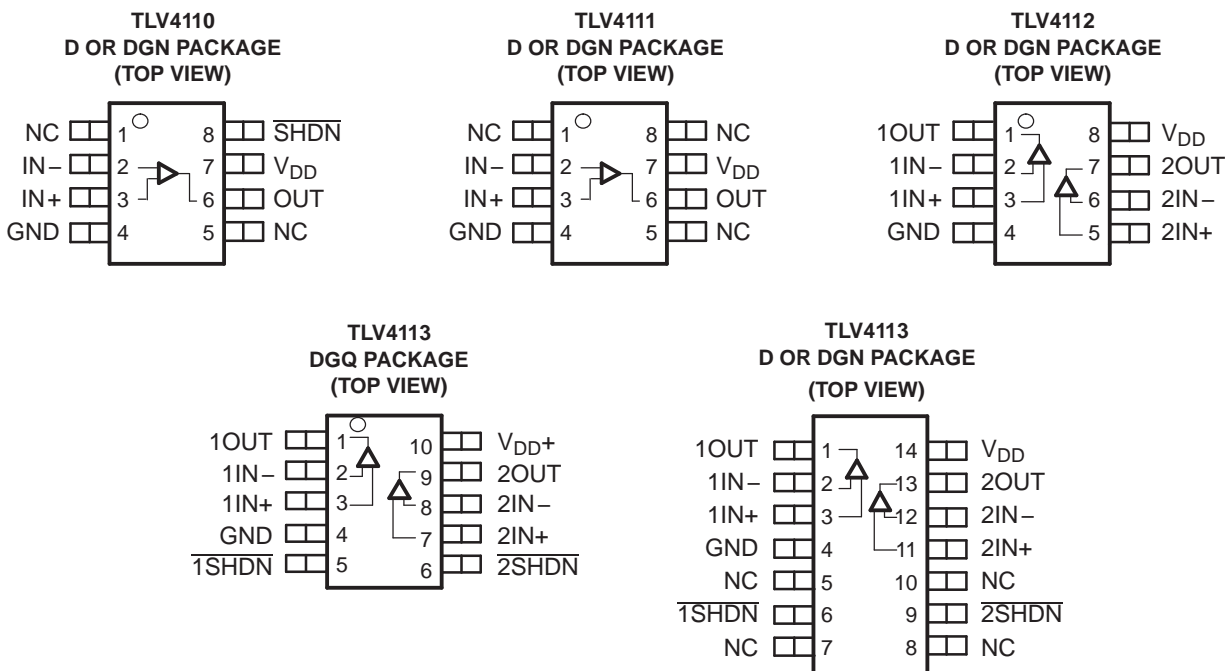 TLV4110
D OR DGN PACKAGE
(TOP VIEW)
NC 1 8 SHDN
IN− 2 7 VDD
IN+ 3 6 OUT
GND 4 5 NC
TLV4111
D OR DGN PACKAGE
(TOP VIEW)
NC 1 8 NC
IN− 2 7 VDD
IN+ 3 6 OUT
GND 4 5 NC
TLV4112
D OR DGN PACKAGE
(TOP VIEW)
1OUT 1 8 VDD
1IN− 2 7 2OUT
1IN+ 3 6 2IN−
GND 4 5 2IN+
TLV4113
DGQ PACKAGE
(TOP VIEW)
1OUT 1 10 VDD+
1IN− 2 9 2OUT
1IN+ 3 8 2IN−
GND 4 7 2IN+
1SHDN 5 6 2SHDN
TLV4113
D OR DGN PACKAGE
(TOP VIEW)
1OUT 1 14 VDD
1IN− 2 13 2OUT
1IN+ 3 12 2IN−
GND 4 11 2IN+
NC 5 10 NC
1SHDN 6 9 2SHDN
NC 7 8 NC